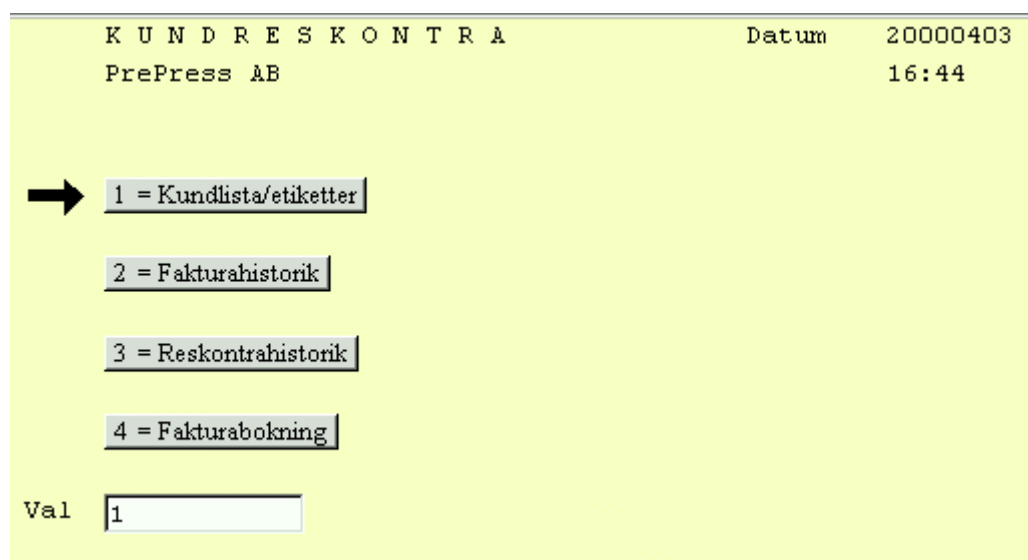 K U N D R E S K O N T R A Datum 20000403
PrePress AB 16:44
1 = Kundlista/etiketter
2 = Fakturahistorik
3 = Reskontrahistorik
4 = Fakturabokning
Val 1